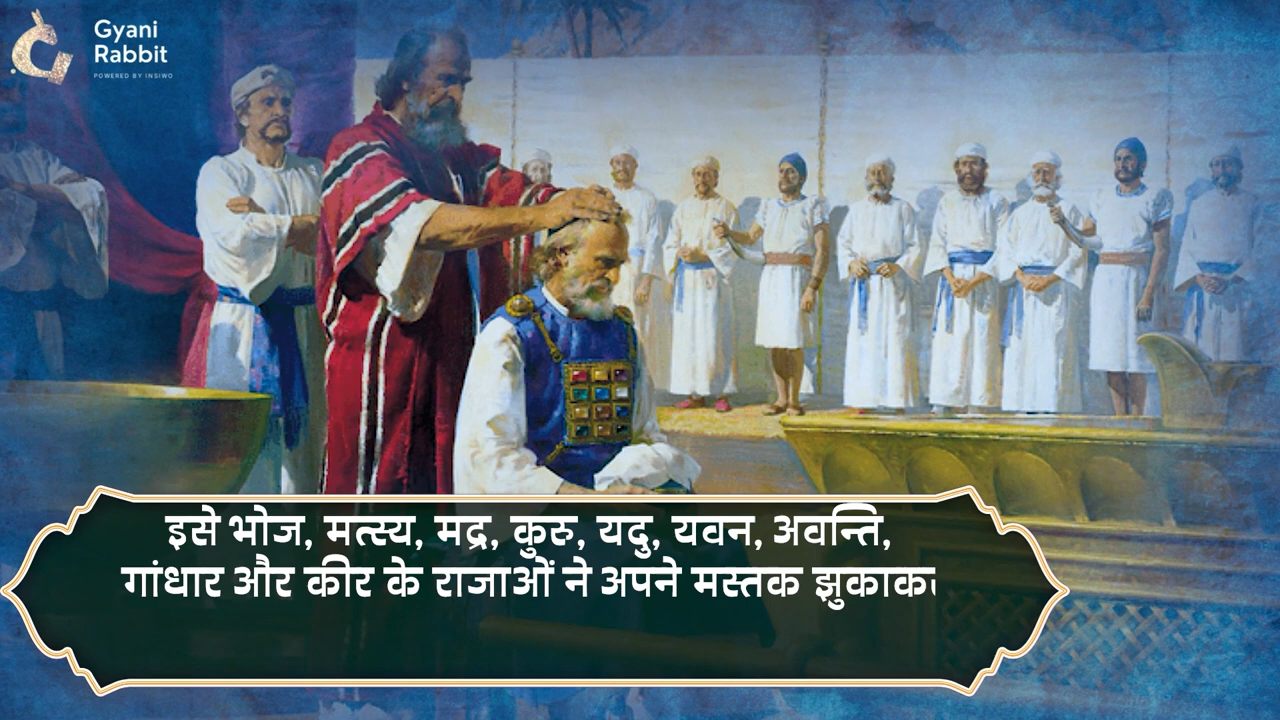 Gyani
Rabbit
POWERED BY INSIWO
इसे भोज, मत्स्य, मद्र, कुरु, यदु, यवन, अवन्ति,
गांधार और कीर के राजाओं ने अपने मस्तक